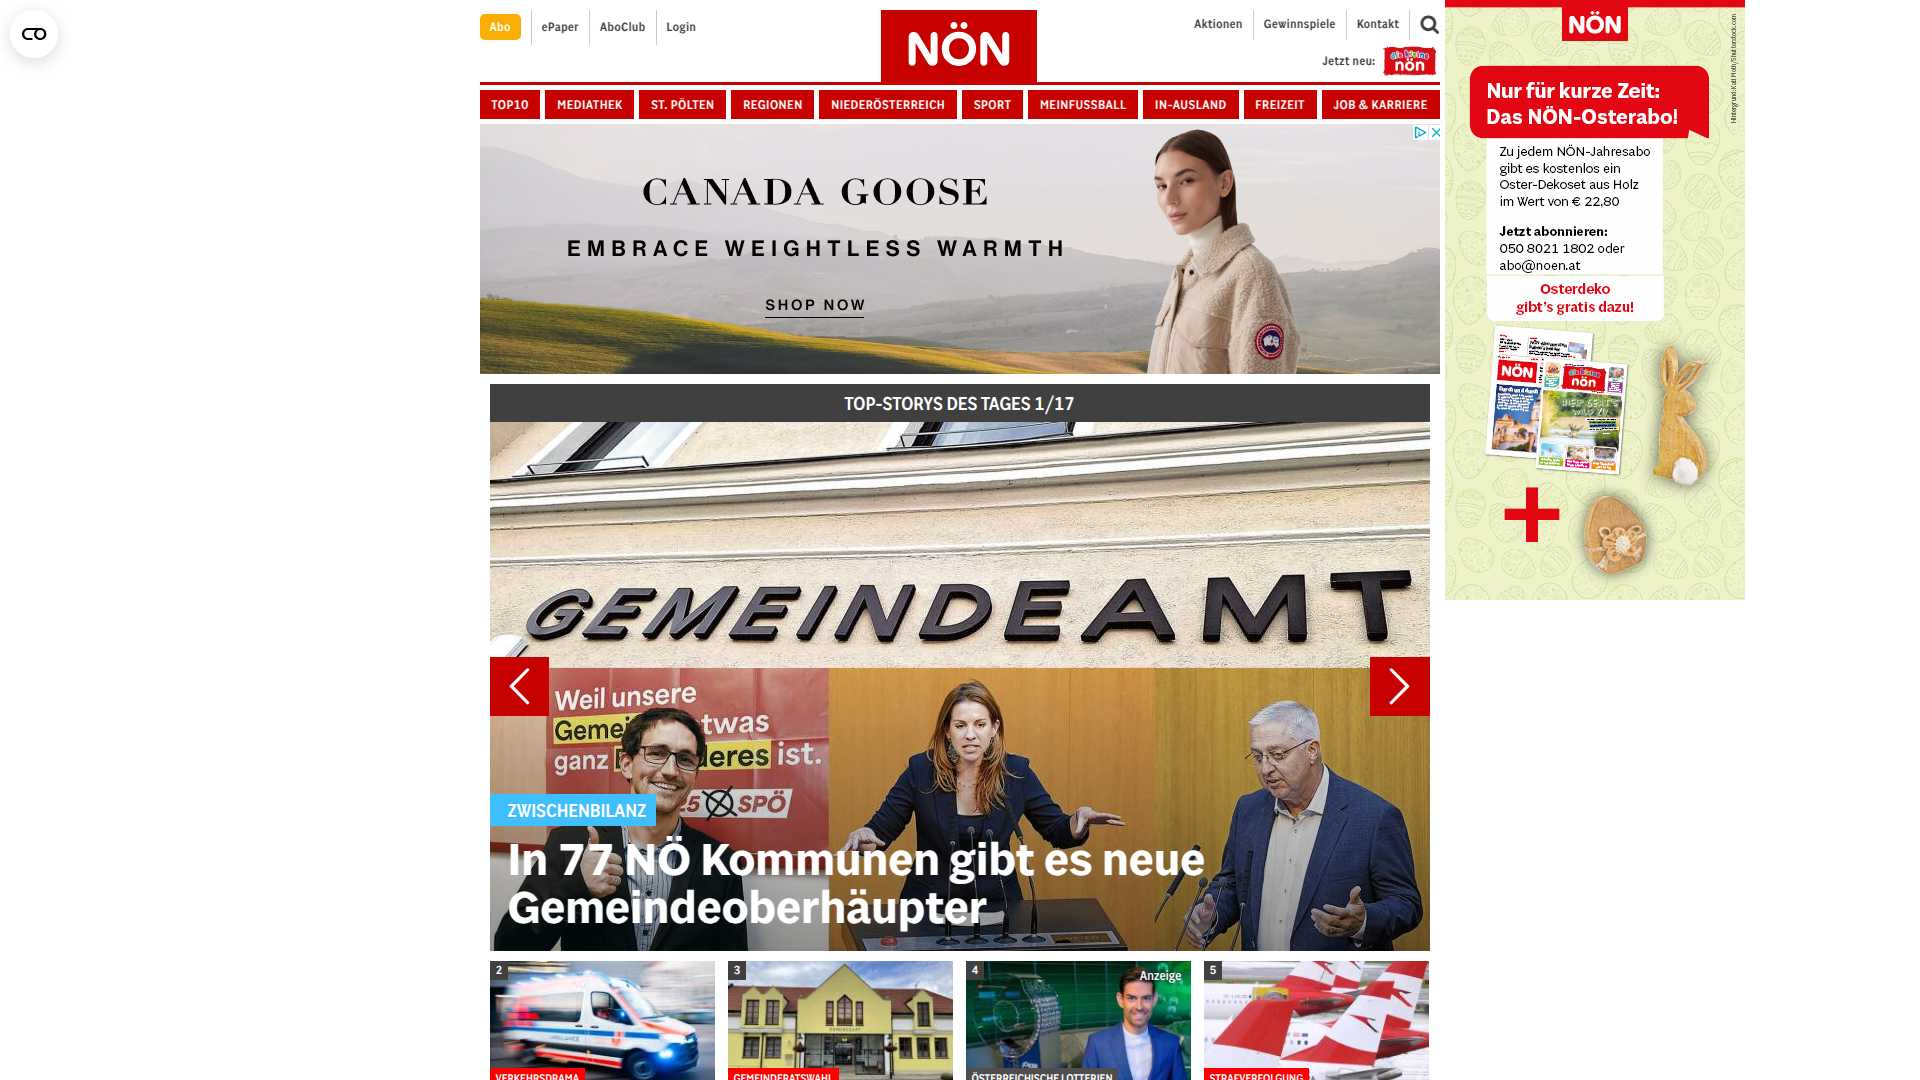 Abo
ePaper
AboClub
Login
NÖN
Aktionen
Gewinnspiele
Kontakt
Jetzt neu:
die kleine
nön
TOP10
MEDIATHEK
ST. PÖLTEN
REGIONEN
NIEDERÖSTERREICH
SPORT
MEINFUSSBALL
IN-AUSLAND
FREIZEIT
JOB & KARRIERE
CANADA GOOSE
EMBRACE WEIGHTLESS WARMTH
SHOP NOW
TOP-STORYS DES TAGES 1/17
GEMEINDEAMT
Weil unsere
ganz
ist.
SPÖ
ZWISCHENBILANZ
In 77 NÖ Kommunen gibt es neue
Gemeindeoberhäupter
2
VERKEHRSDRAMA
3
GEMEINDERATSWAHL
4
Anzeige
ÖSTERREICHISCHE LOTTERIEN
5
STRAFVERFOLGUNG
NÖN
Nur für kurze Zeit:
Das NÖN-Osterabo!
Zu jedem NÖN-Jahresabo
gibt es kostenlos ein
Oster-Dekoset aus Holz
im Wert von € 22,80
Jetzt abonnieren:
050 8021 1802 oder
abo@noen.at
Osterdeko
gibt's gratis dazu!
NÖN
die kleine
nön
+